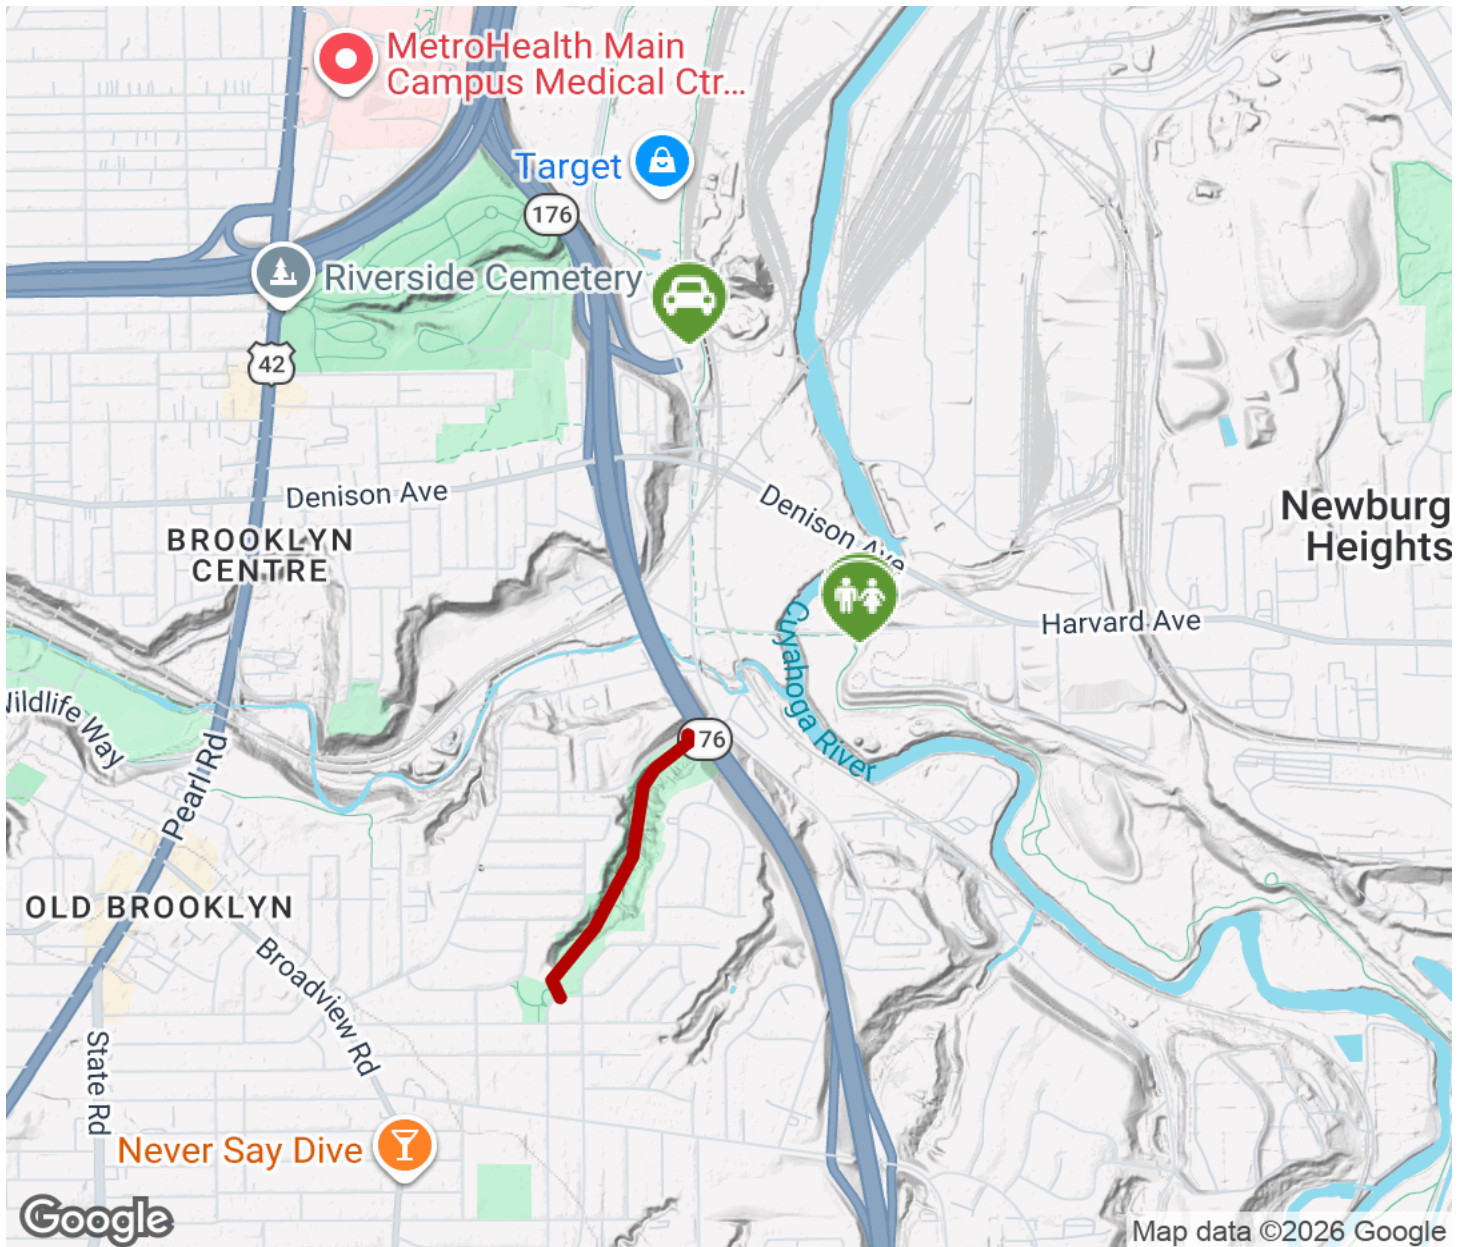 MetroHealth Main
Campus Medical Ctr...
Target
176
Riverside Cemetery
42
Denison Ave
Denison Ave
Newburg
Heights
BROOKLYN
CENTRE
Harvard Ave
Cuyahoga River
Wildlife Way
76
Pearl Rd
OLD BROOKLYN
Broadview Rd
State Rd
Never Say Dive
Google
Map data ©2026 Google